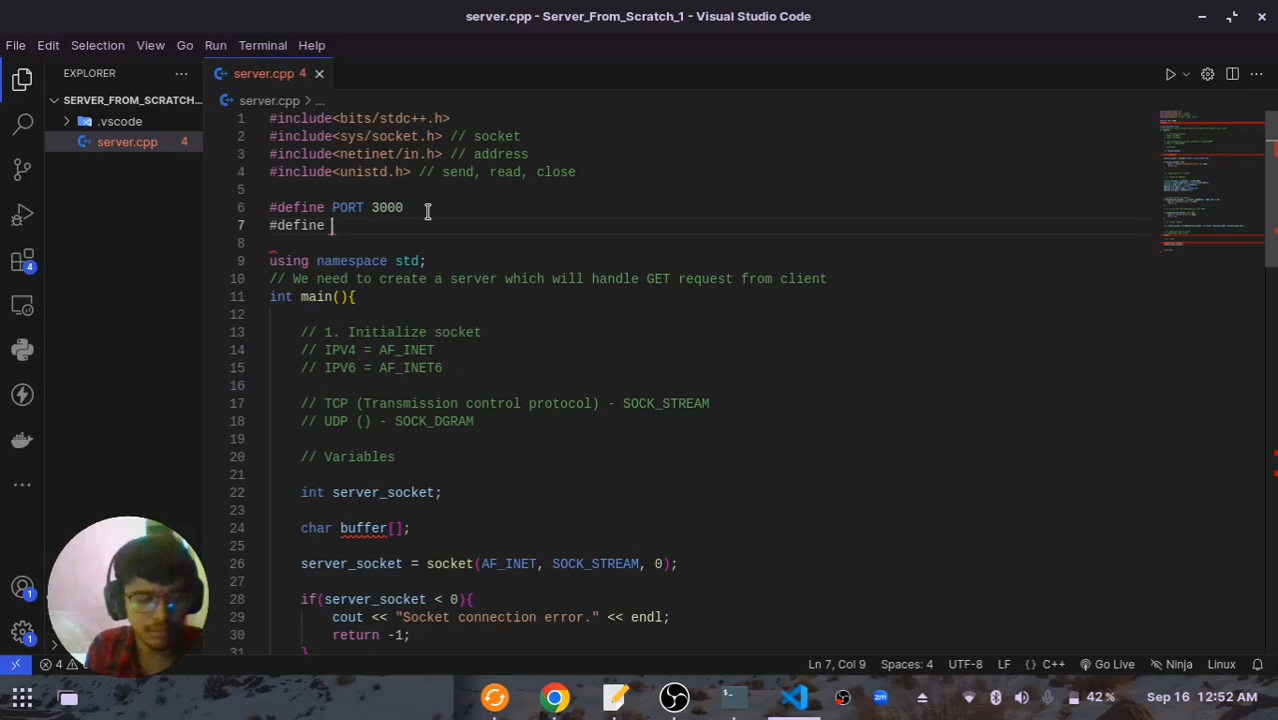 server.cpp - Server_From_Scratch_1 - Visual Studio Code
File Edit Selection View Go Run Terminal Help
EXPLORER
server.cpp 4
SERVER_FROM_SCRATCH...
server.cpp > ...
.vscode
server.cpp 4
1 #include<bits/stdc++.h>
2 #include<sys/socket.h> // socket
3 #include<netinet/in.h> // address
4 #include<unistd.h> // send, read, close
5
6 #define PORT 3000
7 #define
8
9 using namespace std;
10 // We need to create a server which will handle GET request from client
11 int main(){
12
13 // 1. Initialize socket
14 // IPV4 = AF_INET
15 // IPV6 = AF_INET6
16
17 // TCP (Transmission control protocol) - SOCK_STREAM
18 // UDP () - SOCK_DGRAM
19
20 // Variables
21
22 int server_socket;
23
24 char buffer[];
25
26 server_socket = socket(AF_INET, SOCK_STREAM, 0);
27
28 if(server_socket < 0){
29 cout << "Socket connection error." << endl;
30 return -1;
31 }
4
1
1
4
Ln 7, Col 9 Spaces: 4 UTF-8 LF {} C++ Go Live Ninja Linux
zm 42 % Sep 16 12:52 AM